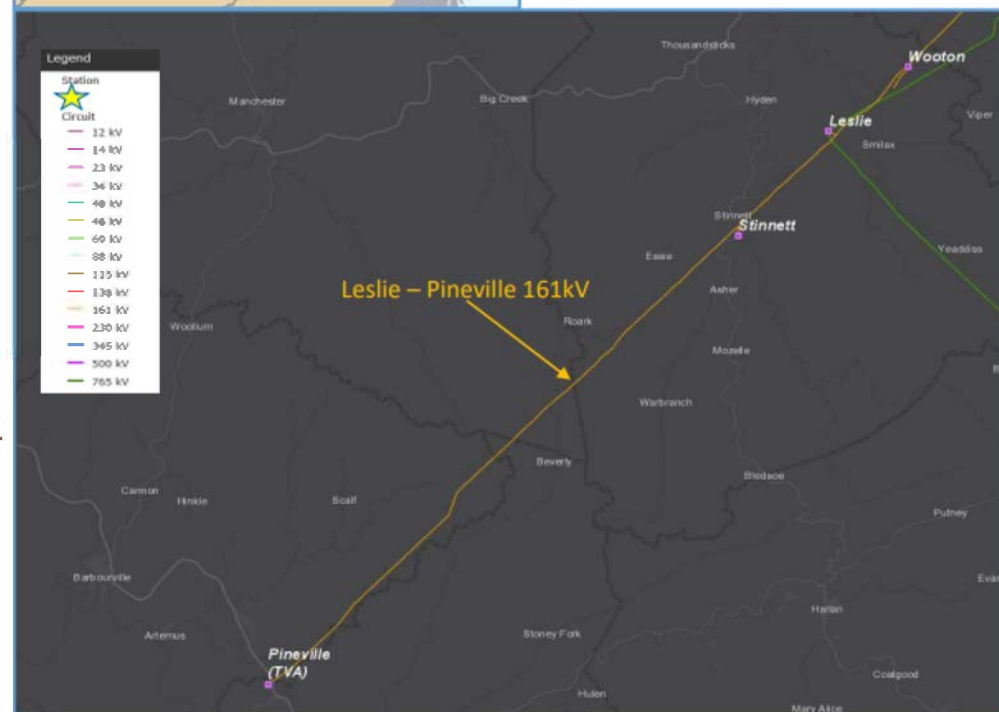 Legend
Station
Circuit
12 kV
14 kV
23 kV
34 kV
40 kV
46 kV
69 kV
88 kV
115 kV
138 kV
161 kV
230 kV
345 kV
500 kV
765 kV
Thousandsticks
Wooton
Manchester
Big Creek
Hyden
Viper
Leslie
Smilax
Stinnett
Stinnett
Essie
Yeaddiss
Leslie – Pineville 161kV
Asher
Roark
Woollum
Mozelle
Warbranch
Beverly
Bledsoe
Cannon
Hinkle
Scalf
Putney
Barbourville
Evar
Harlan
Artemus
Stoney Fork
Pineville
(TVA)
Coalgood
Hulen
Mary Alice